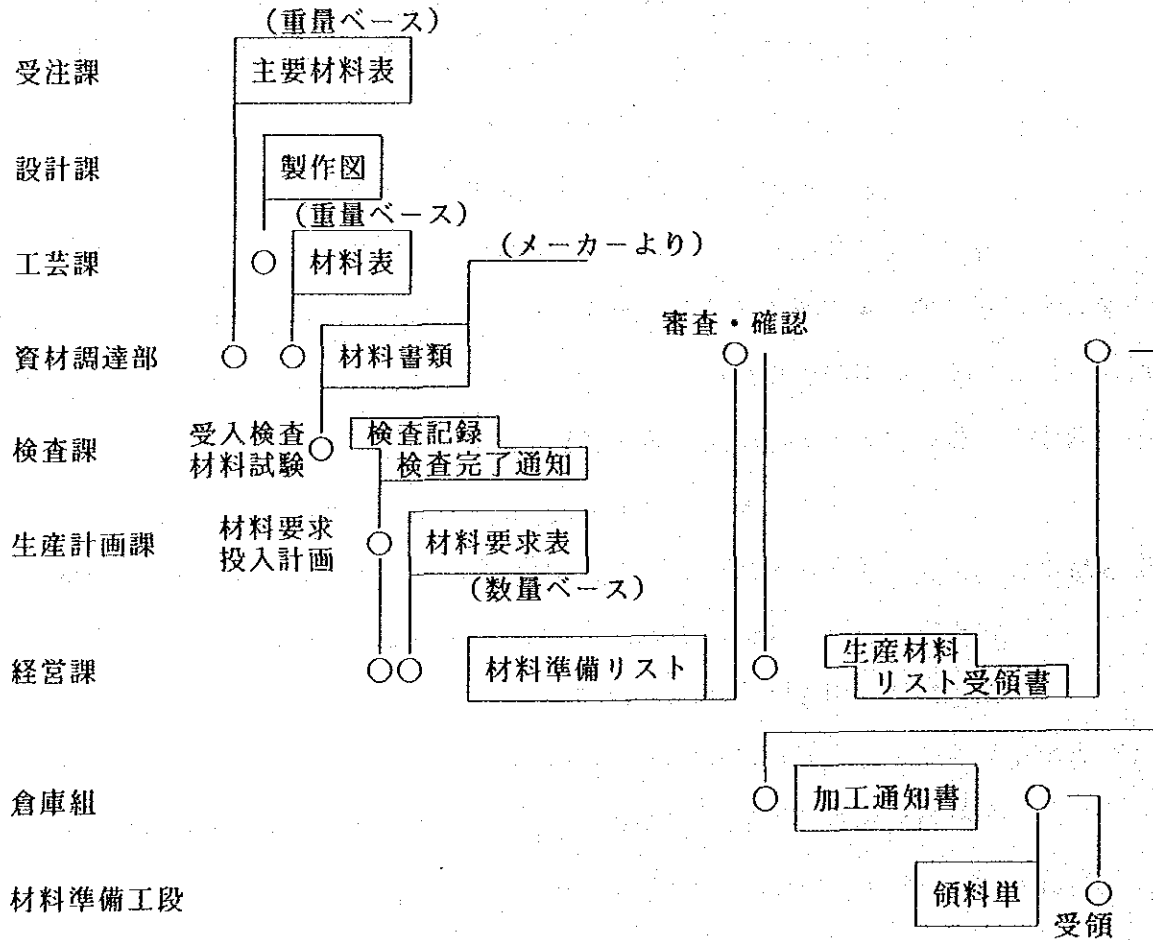 (重量ベース)
受注課 主要材料表
設計課 製作図
(重量ベース)
工芸課 材料表 (メーカーより)
審査・確認
資材調達部 材料書類
検査課 受入検査 検査記録
材料試験 検査完了通知
生産計画課 材料要求 材料要求表
投入計画
(数量ベース)
経営課 材料準備リスト 生産材料
リスト受領書
倉庫組 加工通知書
材料準備工段 領料単
受領